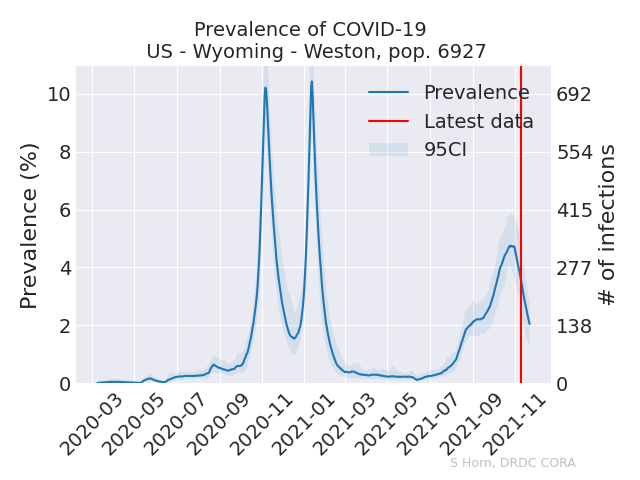 Prevalence of COVID-19
US - Wyoming - Weston, pop. 6927
Prevalence
Latest data
95CI
Prevalence (%)
10
8
6
4
2
0
692
554
415
277
138
0
# of infections
2020-03
2020-05
2020-07
2020-09
2020-11
2021-01
2021-03
2021-05
2021-07
2021-09
2021-11
S Horn, DRDC CORA